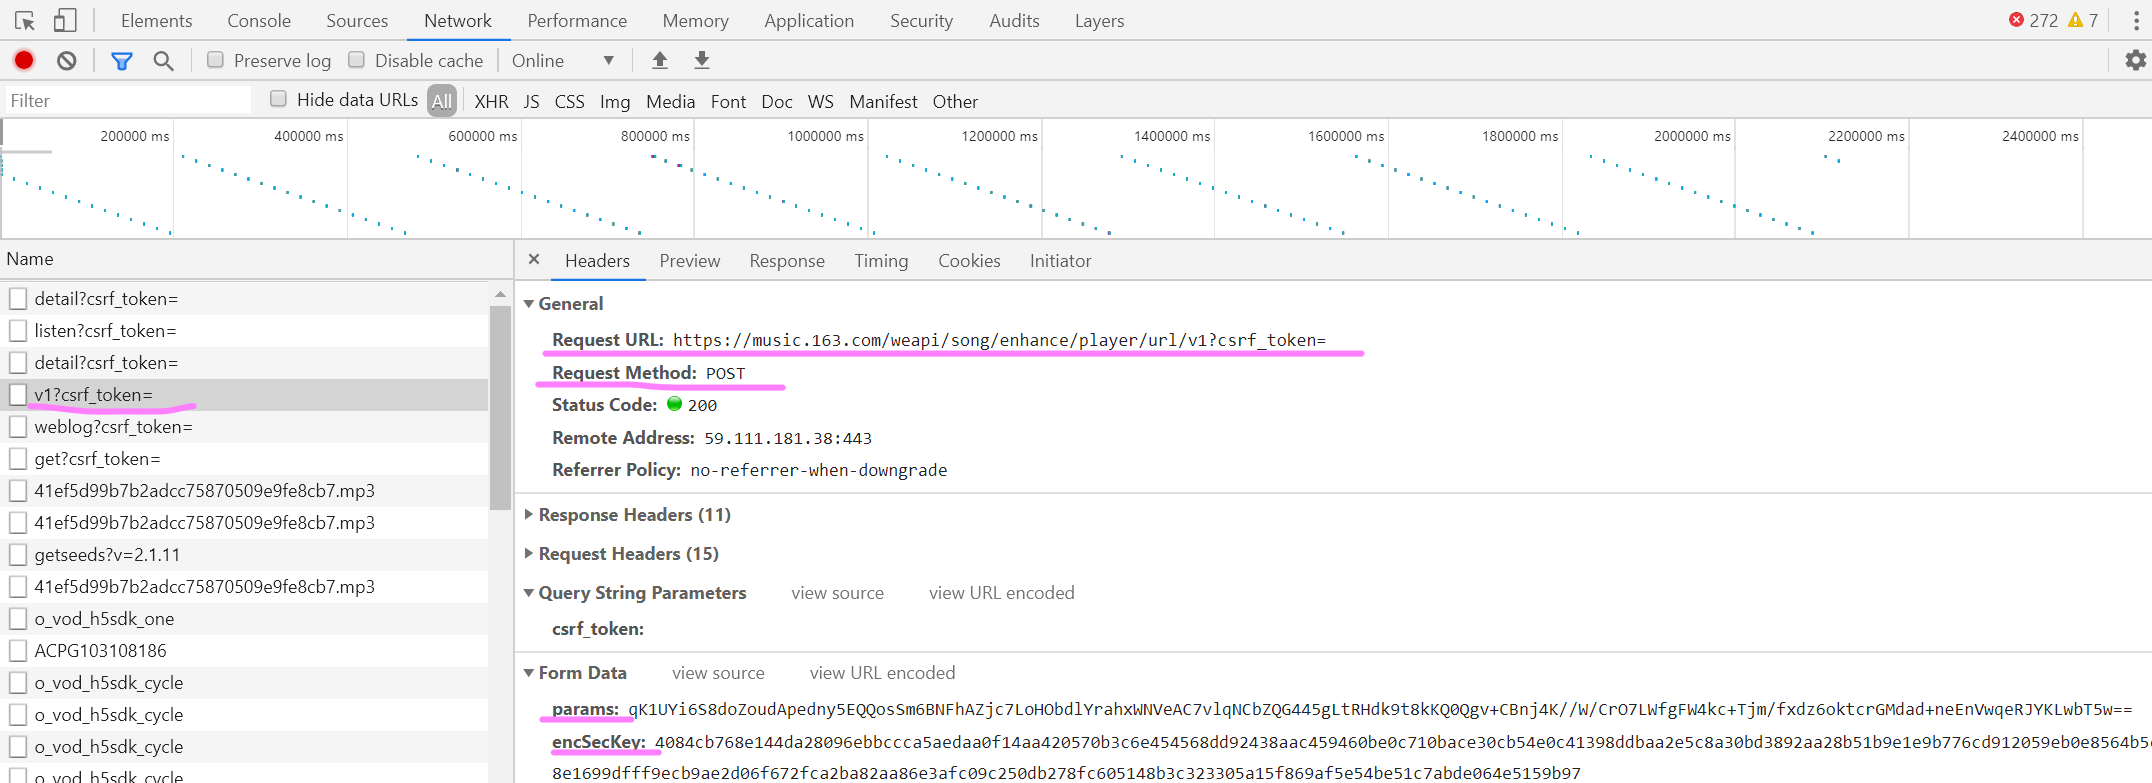 Elements Console Sources Network Performance Memory Application Security Audits Layers 272 7
Preserve log Disable cache Online
Filter Hide data URLs All XHR JS CSS Img Media Font Doc WS Manifest Other
200000 ms 400000 ms 600000 ms 800000 ms 1000000 ms 1200000 ms 1400000 ms 1600000 ms 1800000 ms 2000000 ms 2200000 ms 2400000 ms
Name
detail?csrf_token=
listen?csrf_token=
detail?csrf_token=
v1?csrf_token=
weblog?csrf_token=
get?csrf_token=
41ef5d99b7b2adcc75870509e9fe8cb7.mp3
41ef5d99b7b2adcc75870509e9fe8cb7.mp3
getseeds?v=2.1.11
41ef5d99b7b2adcc75870509e9fe8cb7.mp3
o_vod_h5sdk_one
ACPG103108186
o_vod_h5sdk_cycle
o_vod_h5sdk_cycle
o_vod_h5sdk_cycle
o_vod_h5sdk_cycle
Headers Preview Response Timing Cookies Initiator
General
Request URL: https://music.163.com/weapi/song/enhance/player/url/v1?csrf_token=
Request Method: POST
Status Code: 200
Remote Address: 59.111.181.38:443
Referrer Policy: no-referrer-when-downgrade
Response Headers (11)
Request Headers (15)
Query String Parameters view source view URL encoded
csrf_token:
Form Data view source view URL encoded
params: qK1UYi6S8doZoudApedny5EQQosSm6BNFhAZjc7LoHObdlYrahxWNVeAC7vlqNCbZQG445gLtRHdk9t8kKQ0Qgv+CBnj4K//W/CrO7LWfgFW4kc+Tjm/fxdz6oktcrGMdad+neEnVwqeRJYKLwbT5w==
encSecKey: 4084cb768e144da28096ebbccca5aedaa0f14aa420570b3c6e454568dd92438aac459460be0c710bace30cb54e0c41398ddbaa2e5c8a30bd3892aa28b51b9e1e9b776cd912059eb0e8564b5
8e1699dfff9ecb9ae2d06f672fca2ba82aa86e3afc09c250db278fc605148b3c323305a15f869af5e54be51c7abde064e5159b97